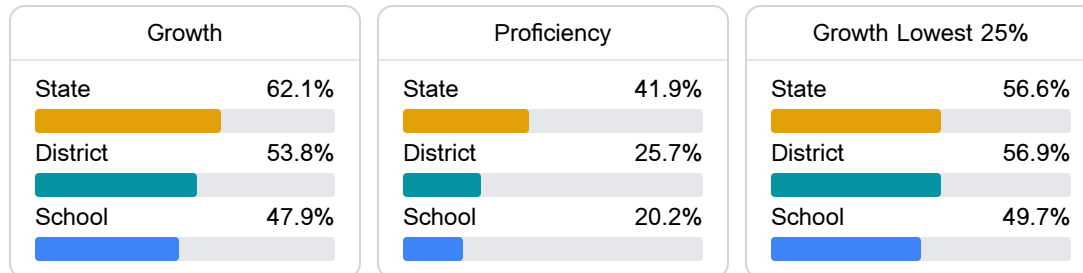 Growth
State 62.1%
District 53.8%
School 47.9%
Proficiency
State 41.9%
District 25.7%
School 20.2%
Growth Lowest 25%
State 56.6%
District 56.9%
School 49.7%